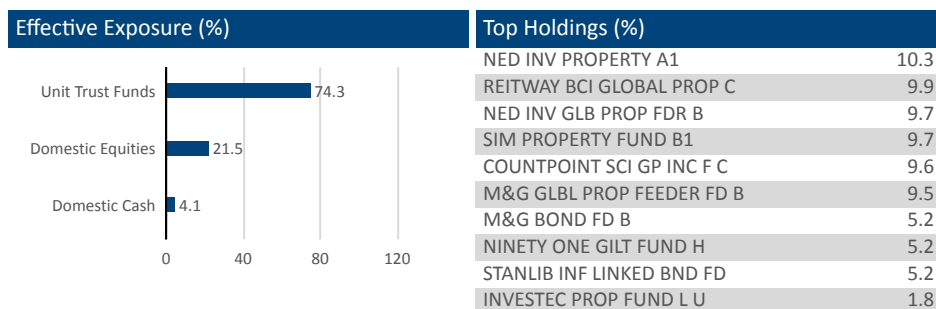 Effective Exposure (%)
Unit Trust Funds 74.3
Domestic Equities 21.5
Domestic Cash 4.1
0 40 80 120
Top Holdings (%)
NED INV PROPERTY A1 10.3
REITWAY BCI GLOBAL PROP C 9.9
NED INV GLB PROP FDR B 9.7
SIM PROPERTY FUND B1 9.7
COUNTPOINT SCI GP INC F C 9.6
M&G GLBL PROP FEEDER FD B 9.5
M&G BOND FD B 5.2
NINETY ONE GILT FUND H 5.2
STANLIB INF LINKED BND FD 5.2
INVESTEC PROP FUND L U 1.8